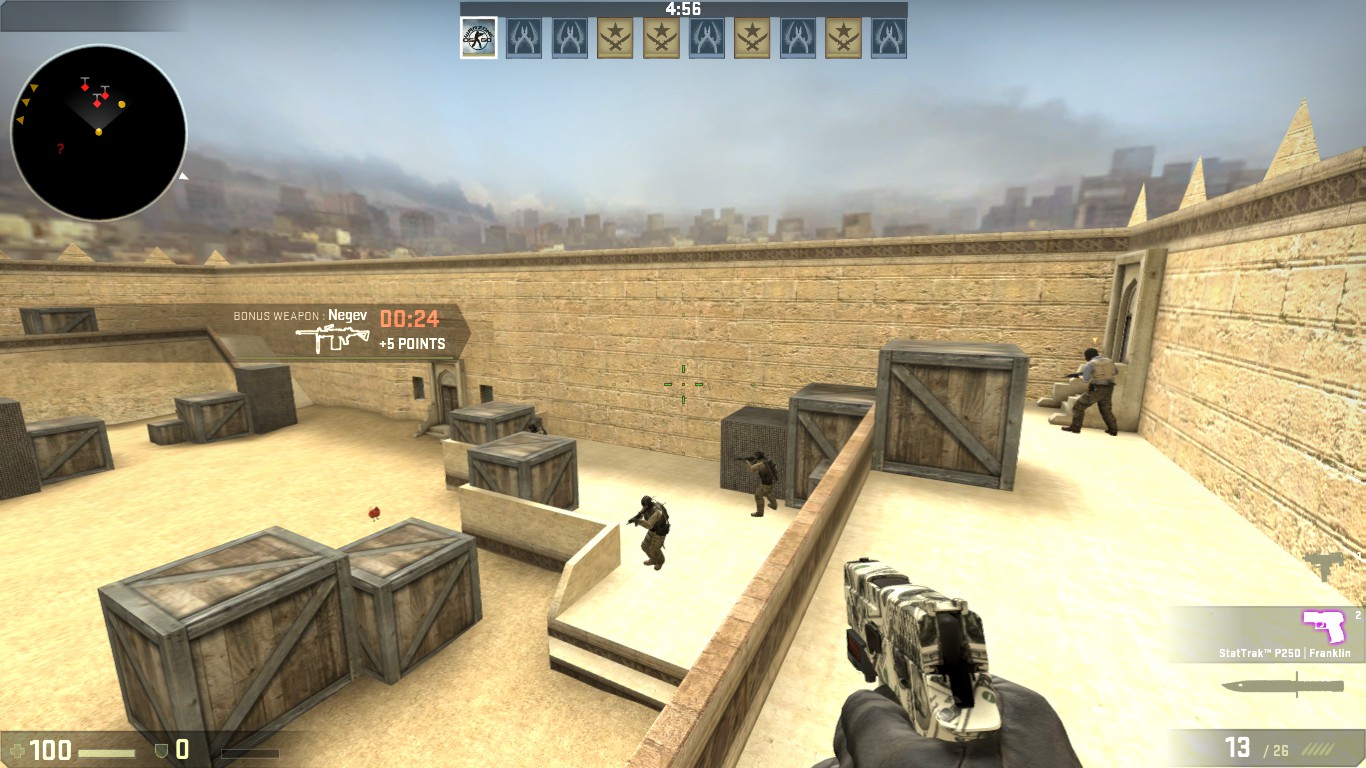 4:56
BONUS WEAPON : Negev 00:24
+5 POINTS
?
2
StatTrak™ P250 | Franklin
100 0
13 / 26